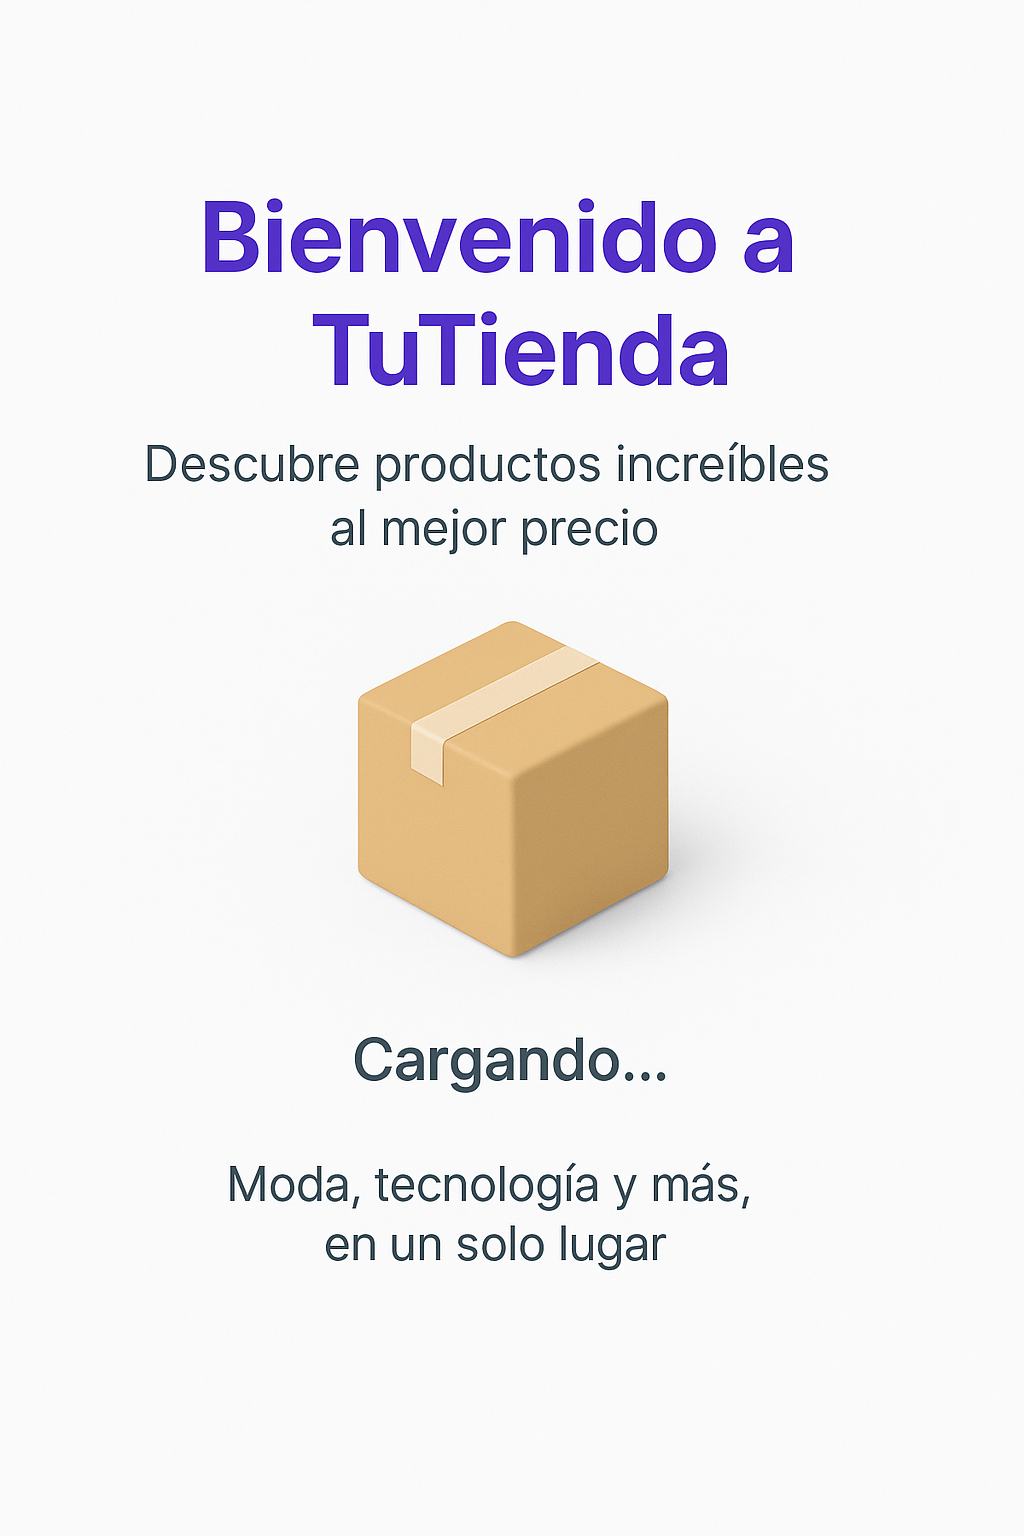 Bienvenido a
TuTienda
Descubre productos increíbles
al mejor precio
Cargando...
Moda, tecnología y más,
en un solo lugar